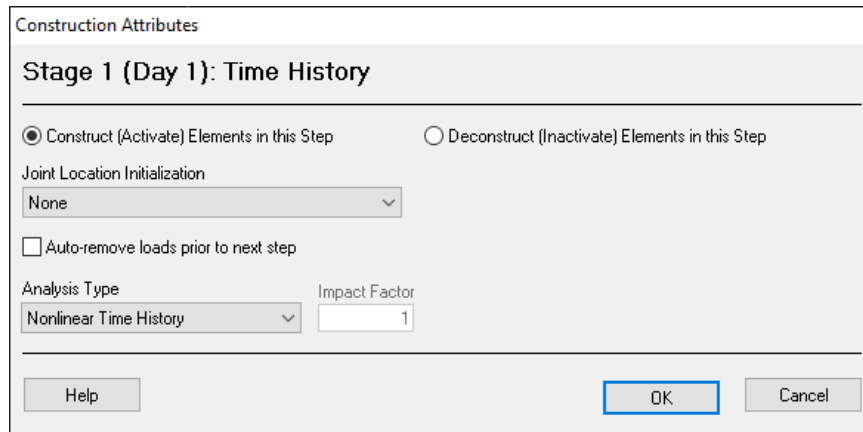 Construction Attributes
Stage 1 (Day 1): Time History
Construct (Activate) Elements in this Step
Deconstruct (Inactivate) Elements in this Step
Joint Location Initialization
None
Auto-remove loads prior to next step
Analysis Type
Impact Factor
Nonlinear Time History
1
Help
OK
Cancel